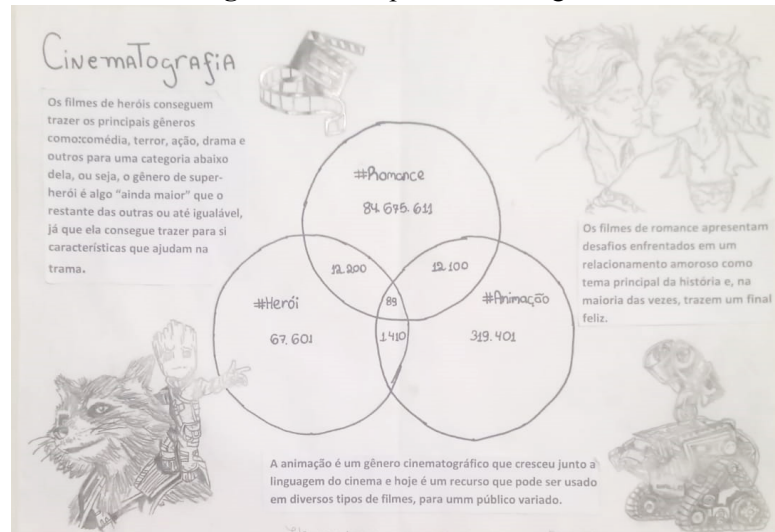 CinemaTografia
Os filmes de heróis conseguem
trazer os principais gêneros
como:comédia, terror, ação, drama e
outros para uma categoria abaixo
dela, ou seja, o gênero de super-
herói é algo "ainda maior" que o
restante das outras ou até igualável,
já que ela consegue trazer para si
características que ajudam na
trama.
#Romance
84.675.611
Os filmes de romance apresentam
desafios enfrentados em um
relacionamento amoroso como
tema principal da história e, na
maioria das vezes, trazem um final
feliz.
12.200
12.100
#Herói
89
#Animação
67.601
1410
319.401
A animação é um gênero cinematográfico que cresceu junto a
linguagem do cinema e hoje é um recurso que pode ser usado
em diversos tipos de filmes, para umm público variado.